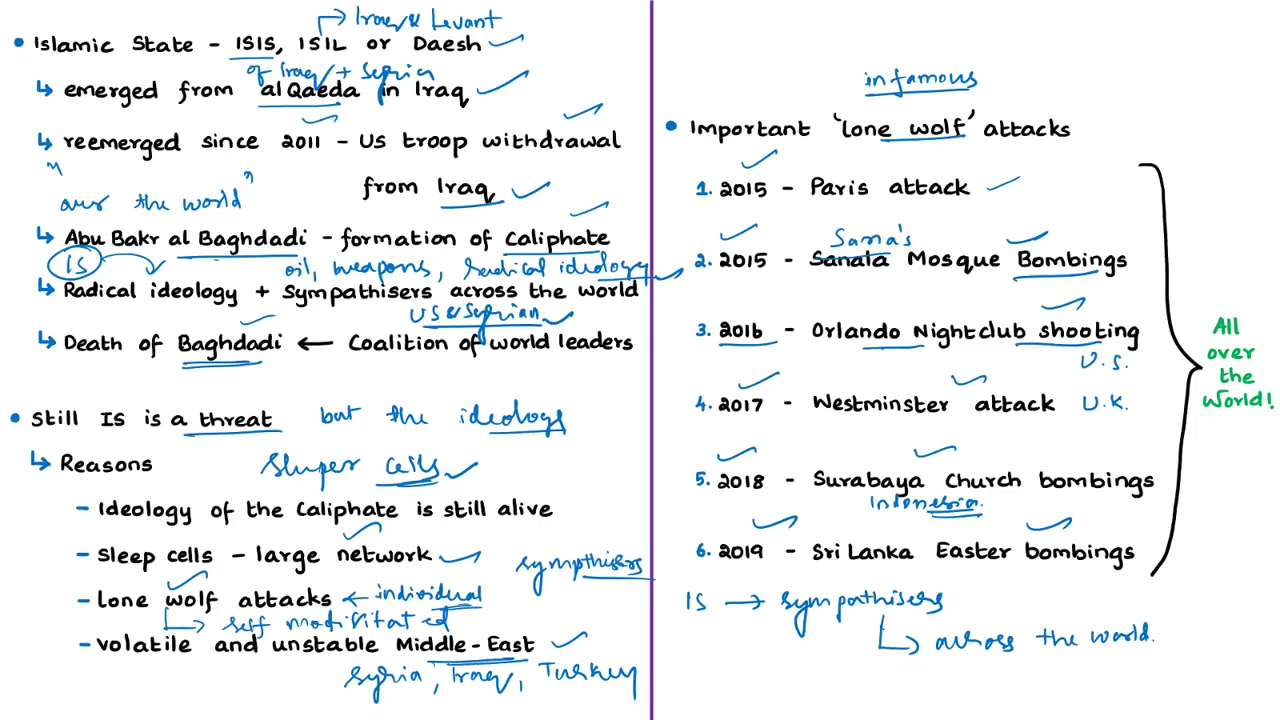 Iraq & Levant
• Islamic State - ISIS, ISIL or Daesh
of Iraq + Syria
↳ emerged from al Qaeda in Iraq
↳ reemerged since 2011 - US troop withdrawal
from Iraq
"over the world"
↳ Abu Bakr al Baghdadi - formation of Caliphate
IS oil, weapons, radical ideology
↳ Radical ideology + Sympathisers across the world
US & Syrian
↳ Death of Baghdadi ← Coalition of world leaders
• Still IS is a threat but the ideology
↳ Reasons
Sleeper cells
- Ideology of the Caliphate is still alive
- Sleep cells - large network
sympthisers
- Lone wolf attacks ← individual
↳ self
- volatile and unstable Middle-East
Syria, Iraq, Turkey
infamous
• Important 'lone wolf' attacks
1. 2015 - Paris attack
Sana's
2. 2015 - Sanala Mosque Bombings
3. 2016 - Orlando Nightclub shooting
U.S.
4. 2017 - Westminster attack U.K.
5. 2018 - Surabaya Church bombings
Indonesia.
6. 2019 - Sri Lanka Easter bombings
IS → sympathisers
↳ across the world.
All
over
the
World!